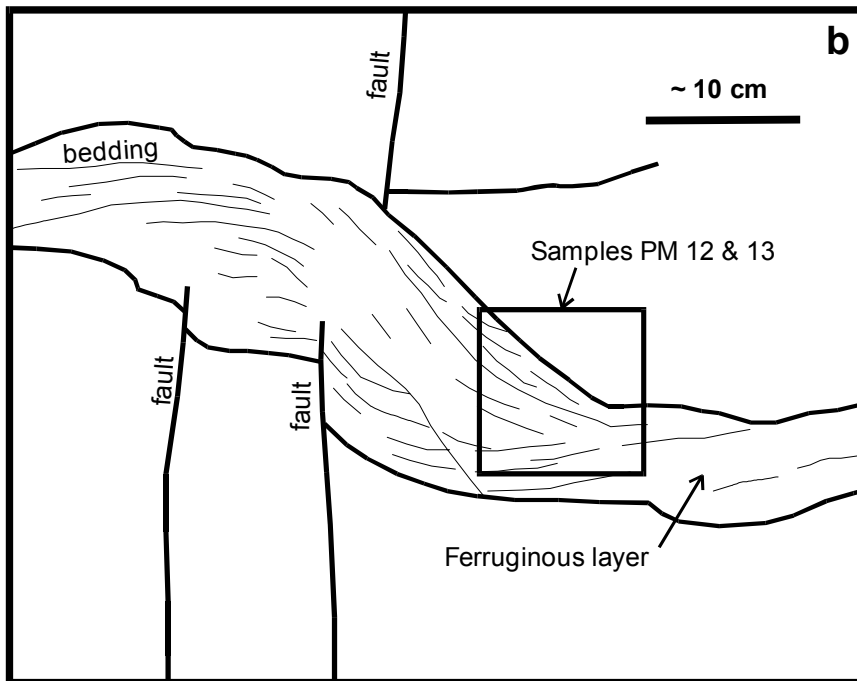 b
fault
~ 10 cm
bedding
Samples PM 12 & 13
fault
fault
Ferruginous layer